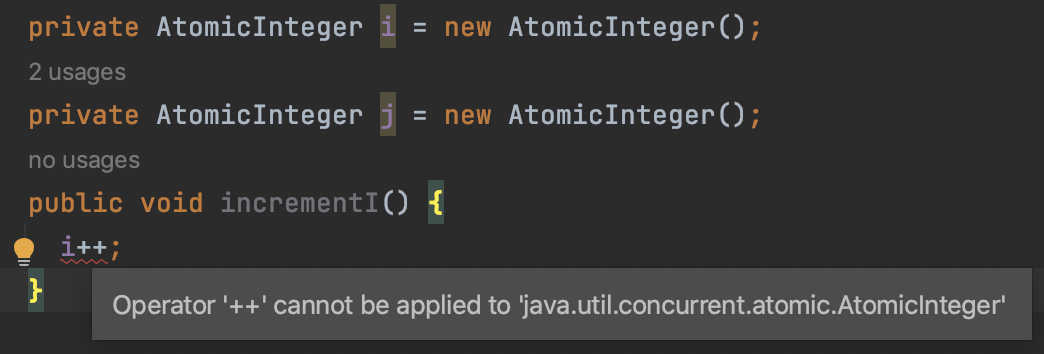 private AtomicInteger i = new AtomicInteger();
2 usages
private AtomicInteger j = new AtomicInteger();
no usages
public void incrementI() {
i++;
}
Operator '++' cannot be applied to 'java.util.concurrent.atomic.AtomicInteger'